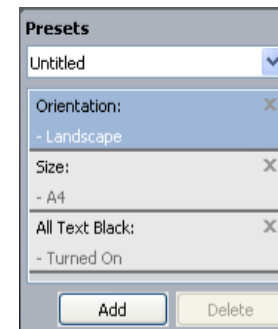 Presets
Untitled
Orientation:
- Landscape
Size:
- A4
All Text Black:
- Turned On
Add Delete